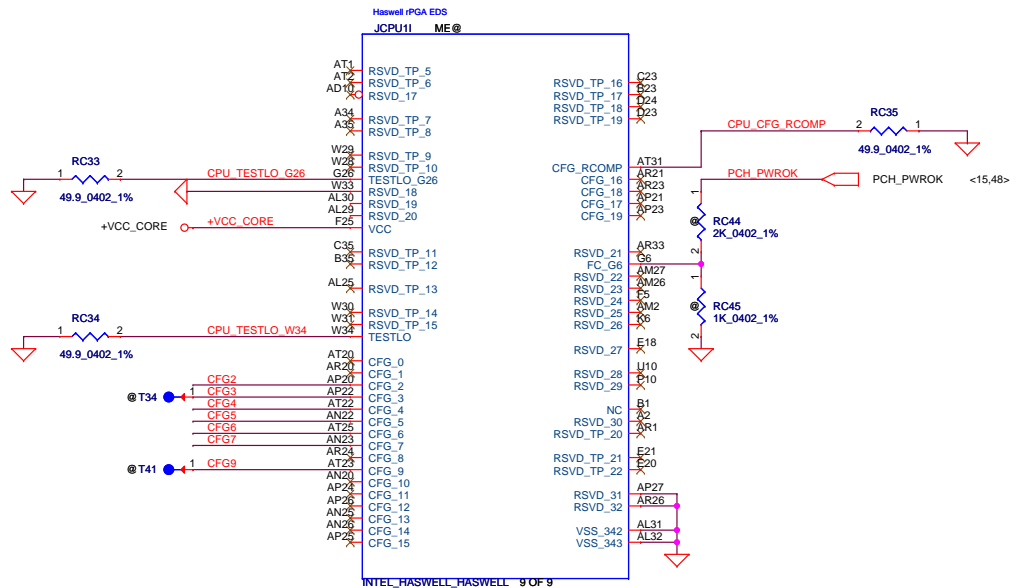 Haswell rPGA EDS
JCPU1I ME@
AT1 RSVD_TP_5
AT2 RSVD_TP_6
AD10 RSVD_17
A34 RSVD_TP_7
A35 RSVD_TP_8
W29 RSVD_TP_9
W28 RSVD_TP_10
RC33
1 2 CPU_TESTLO_G26 G26 TESTLO_G26
49.9_0402_1%
W33 RSVD_18
AL30 RSVD_19
AL29 RSVD_20
+VCC_CORE +VCC_CORE F25 VCC
C35 RSVD_TP_11
B35 RSVD_TP_12
AL25 RSVD_TP_13
W30 RSVD_TP_14
W31 RSVD_TP_15
RC34
1 2 CPU_TESTLO_W34 W34 TESTLO
49.9_0402_1%
AT20 CFG_0
AR20 CFG_1
CFG2 AP20 CFG_2
@ T34 1 CFG3 AP22 CFG_3
CFG4 AT22 CFG_4
CFG5 AN22 CFG_5
CFG6 AT25 CFG_6
CFG7 AN23 CFG_7
AR24 CFG_8
@ T41 1 CFG9 AT23 CFG_9
AN20 CFG_10
AP24 CFG_11
AP26 CFG_12
AN25 CFG_13
AN26 CFG_14
AP25 CFG_15
RSVD_TP_16 C23
RSVD_TP_17 B23
RSVD_TP_18 D24
RSVD_TP_19 D23
RC35
CPU_CFG_RCOMP 2 1
49.9_0402_1%
CFG_RCOMP AT31
CFG_16 AR21
CFG_18 AR23
CFG_17 AP21
CFG_19 AP23
PCH_PWROK PCH_PWROK <15,48>
1
@ RC44
2K_0402_1%
2
RSVD_21 AR33
FC_G6 G6
RSVD_22 AM27
RSVD_23 AM26
RSVD_24 F5
RSVD_25 AM2
RSVD_26 K6
1
@ RC45
1K_0402_1%
2
RSVD_27 E18
RSVD_28 U10
RSVD_29 P10
NC B1
RSVD_30 A2
RSVD_TP_20 AR1
RSVD_TP_21 E21
RSVD_TP_22 E20
RSVD_31 AP27
RSVD_32 AR26
VSS_342 AL31
VSS_343 AL32
INTEL_HASWELL_HASWELL 9 OF 9